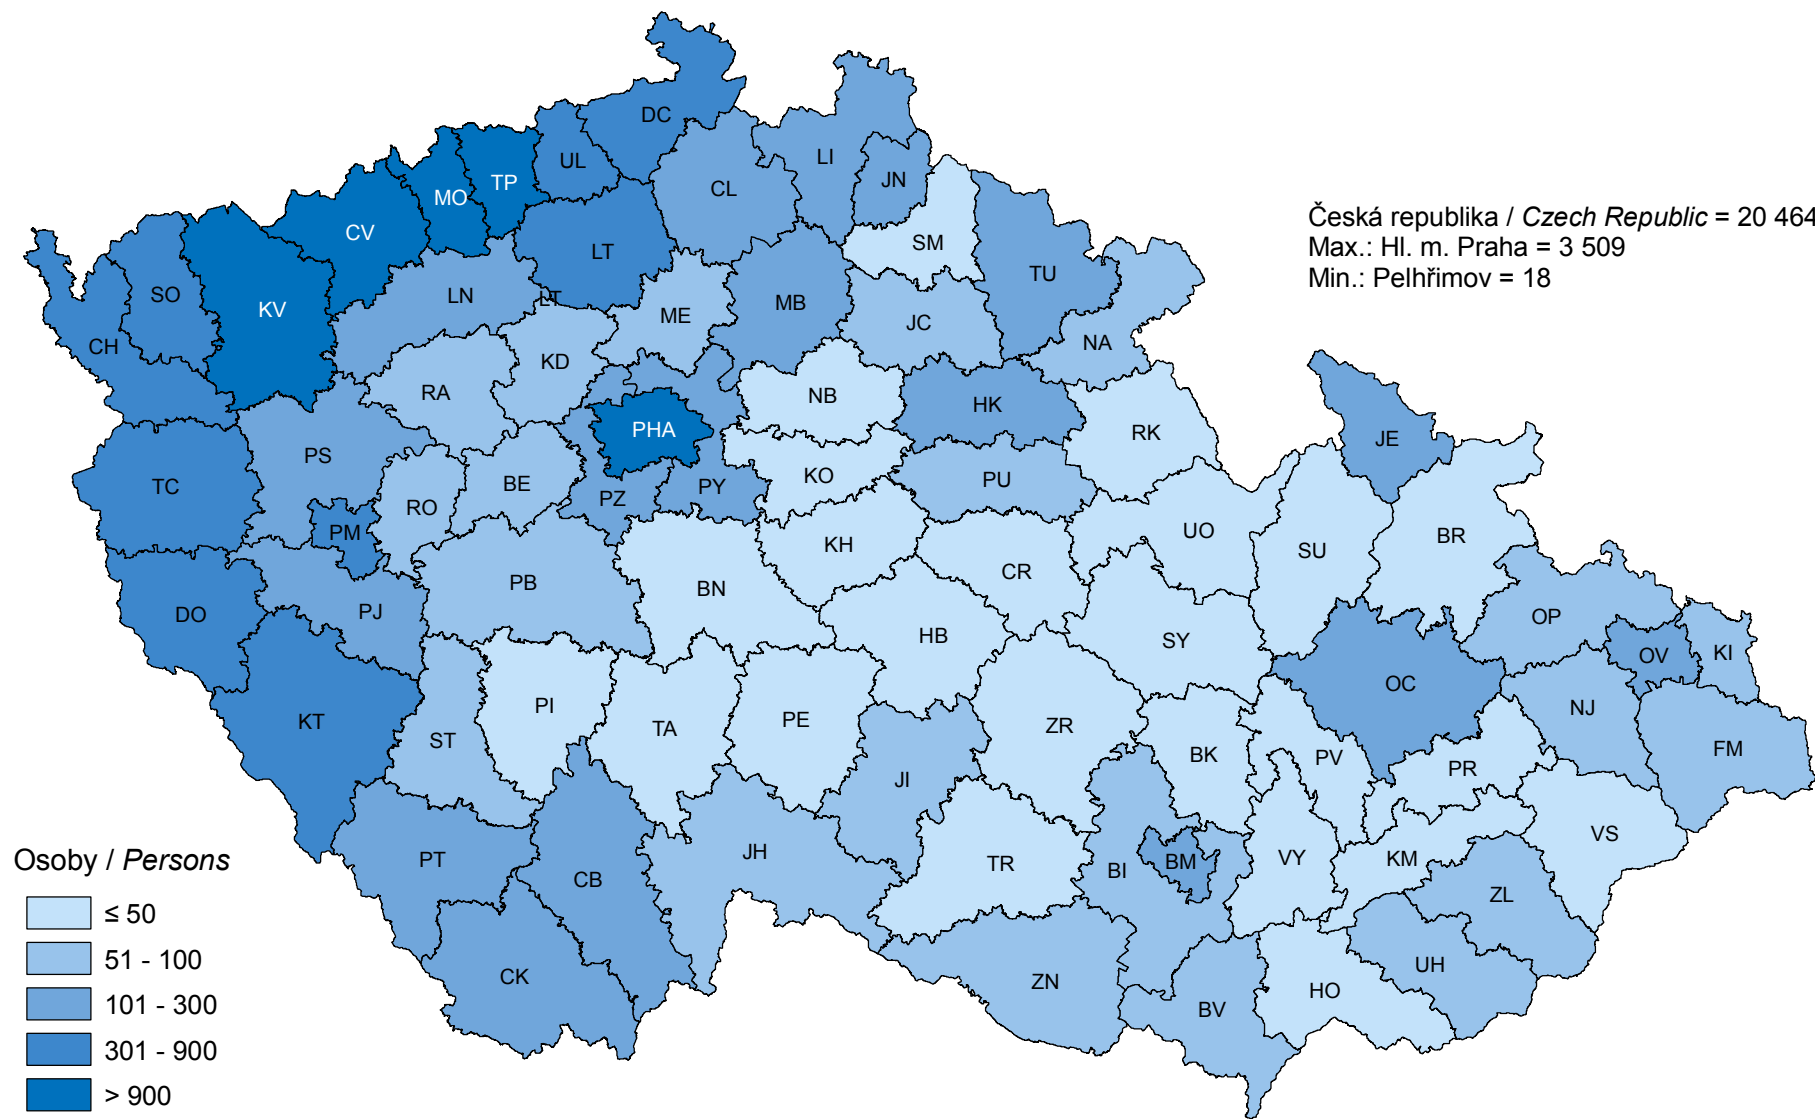 DC
UL
TP
MO
CV
LT
CL
LI
JN
SM
TU
Česká republika / Czech Republic = 20 464
Max.: Hl. m. Praha = 3 509
Min.: Pelhřimov = 18
SO
CH
KV
LN
LT
ME
MB
JC
NA
KD
RA
NB
HK
RK
JE
PS
PHA
TC
RO
BE
PZ
PY
KO
PU
PM
KH
CR
UO
SU
BR
DO
PJ
PB
BN
HB
SY
OP
OV
KI
OC
KT
ST
PI
TA
PE
ZR
BK
PV
PR
NJ
FM
JI
VS
Osoby / Persons
≤ 50
51 - 100
101 - 300
301 - 900
> 900
PT
CB
JH
TR
BI
BM
VY
KM
ZL
CK
ZN
BV
HO
UH